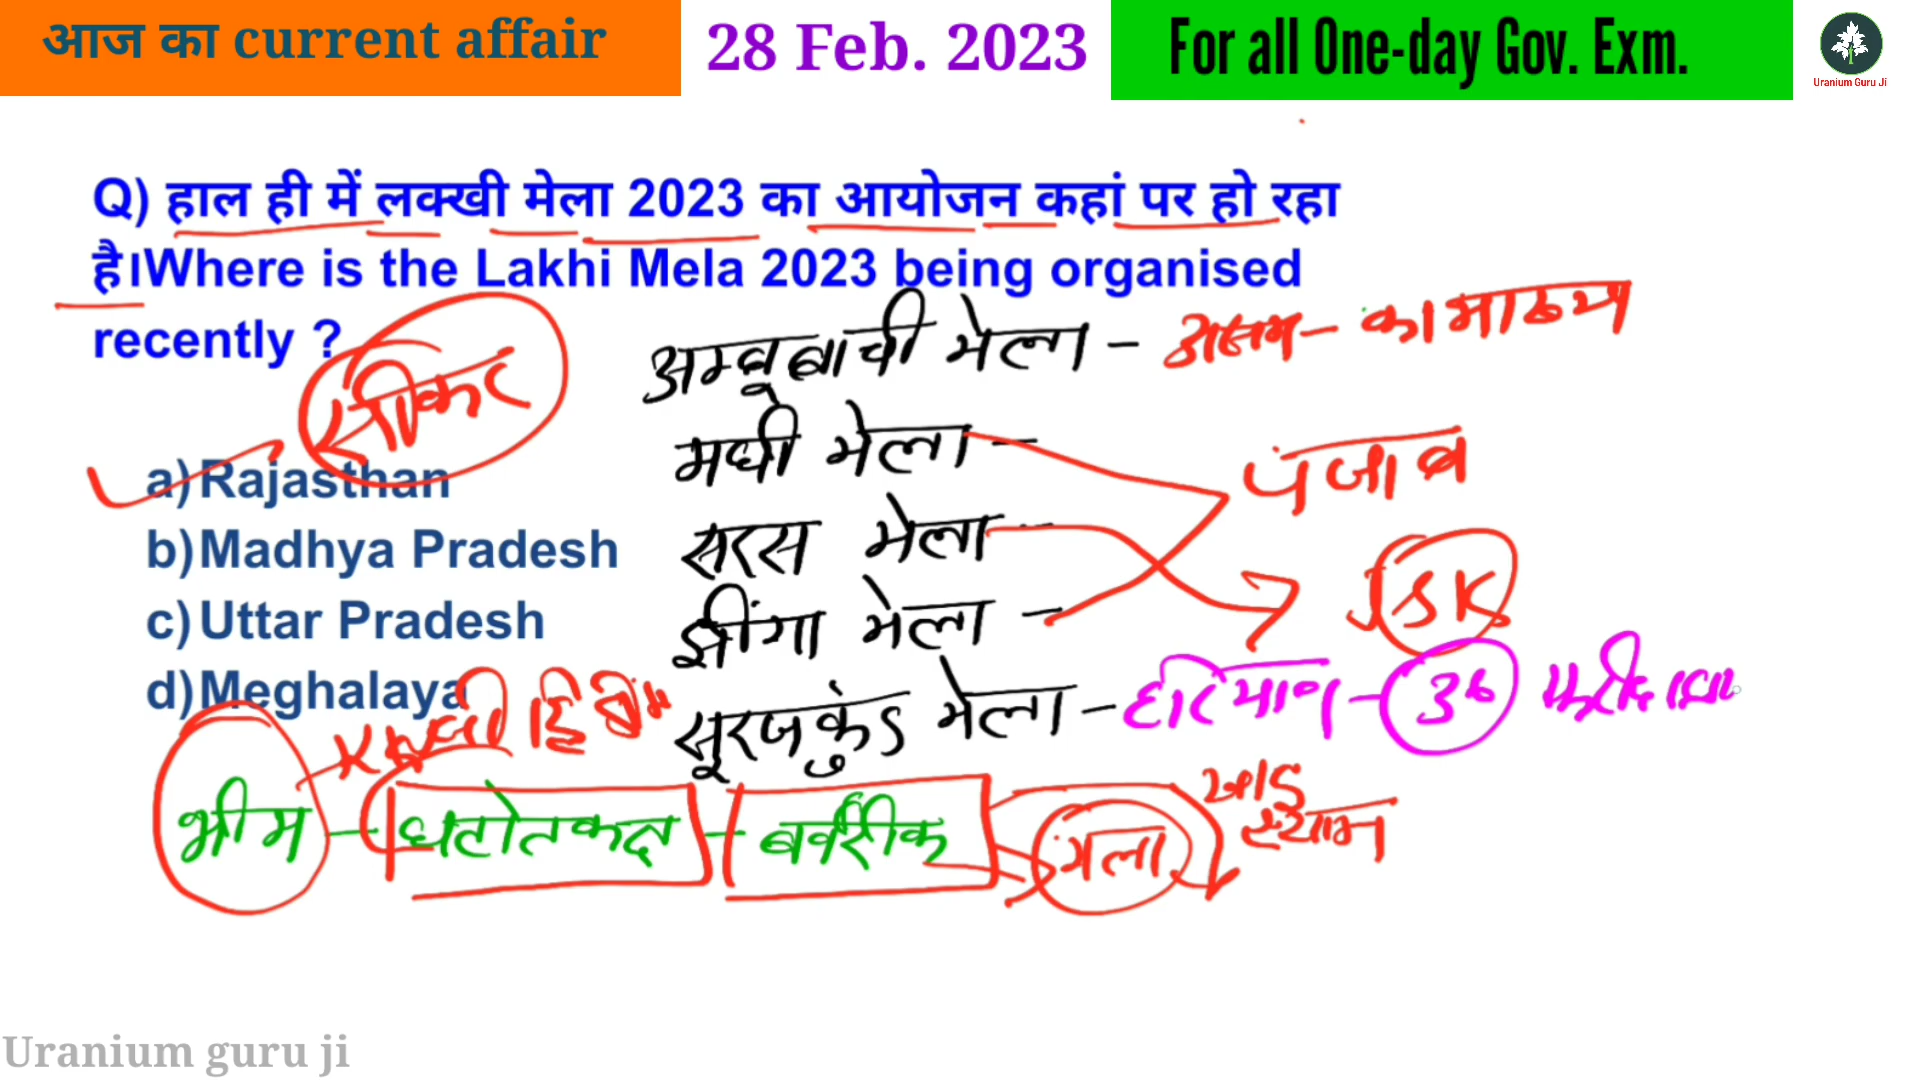 आज का current affair
28 Feb. 2023
For all One-day Gov. Exm.
Uranium Guru Ji
Q) हाल ही में लक्खी मेला 2023 का आयोजन कहां पर हो रहा
है।Where is the Lakhi Mela 2023 being organised
recently ?
सीकर
a) Rajasthan
b) Madhya Pradesh
c) Uttar Pradesh
d) Meghalaya
अम्बुबाची मेला - असम - कामाख्या
मघी मेला -
पंजाब
सरस मेला -
J&K
झींगा मेला -
सूरजकुंड मेला - हरियाणा - 36
भीम - घटोत्कच - बर्बरीक
गला
खाटु
श्याम
Uranium guru ji